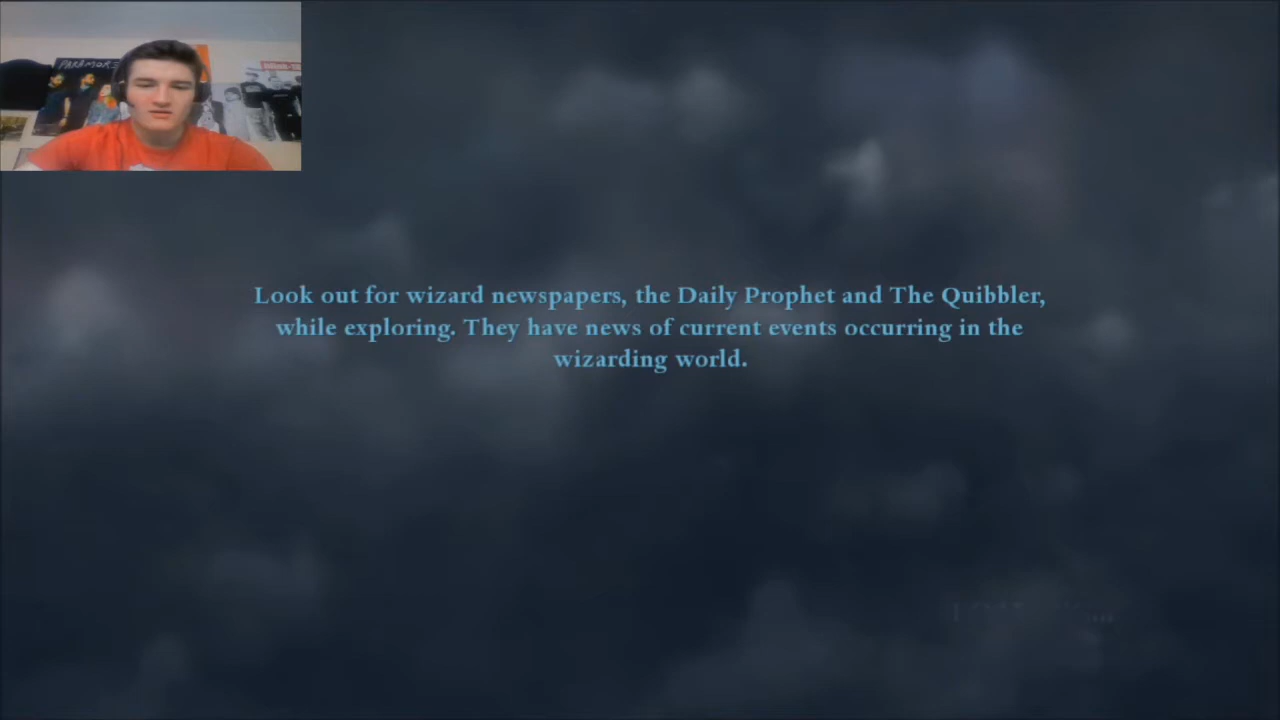 PARAMORE
Look out for wizard newspapers, the Daily Prophet and The Quibbler,
while exploring. They have news of current events occurring in the
wizarding world.